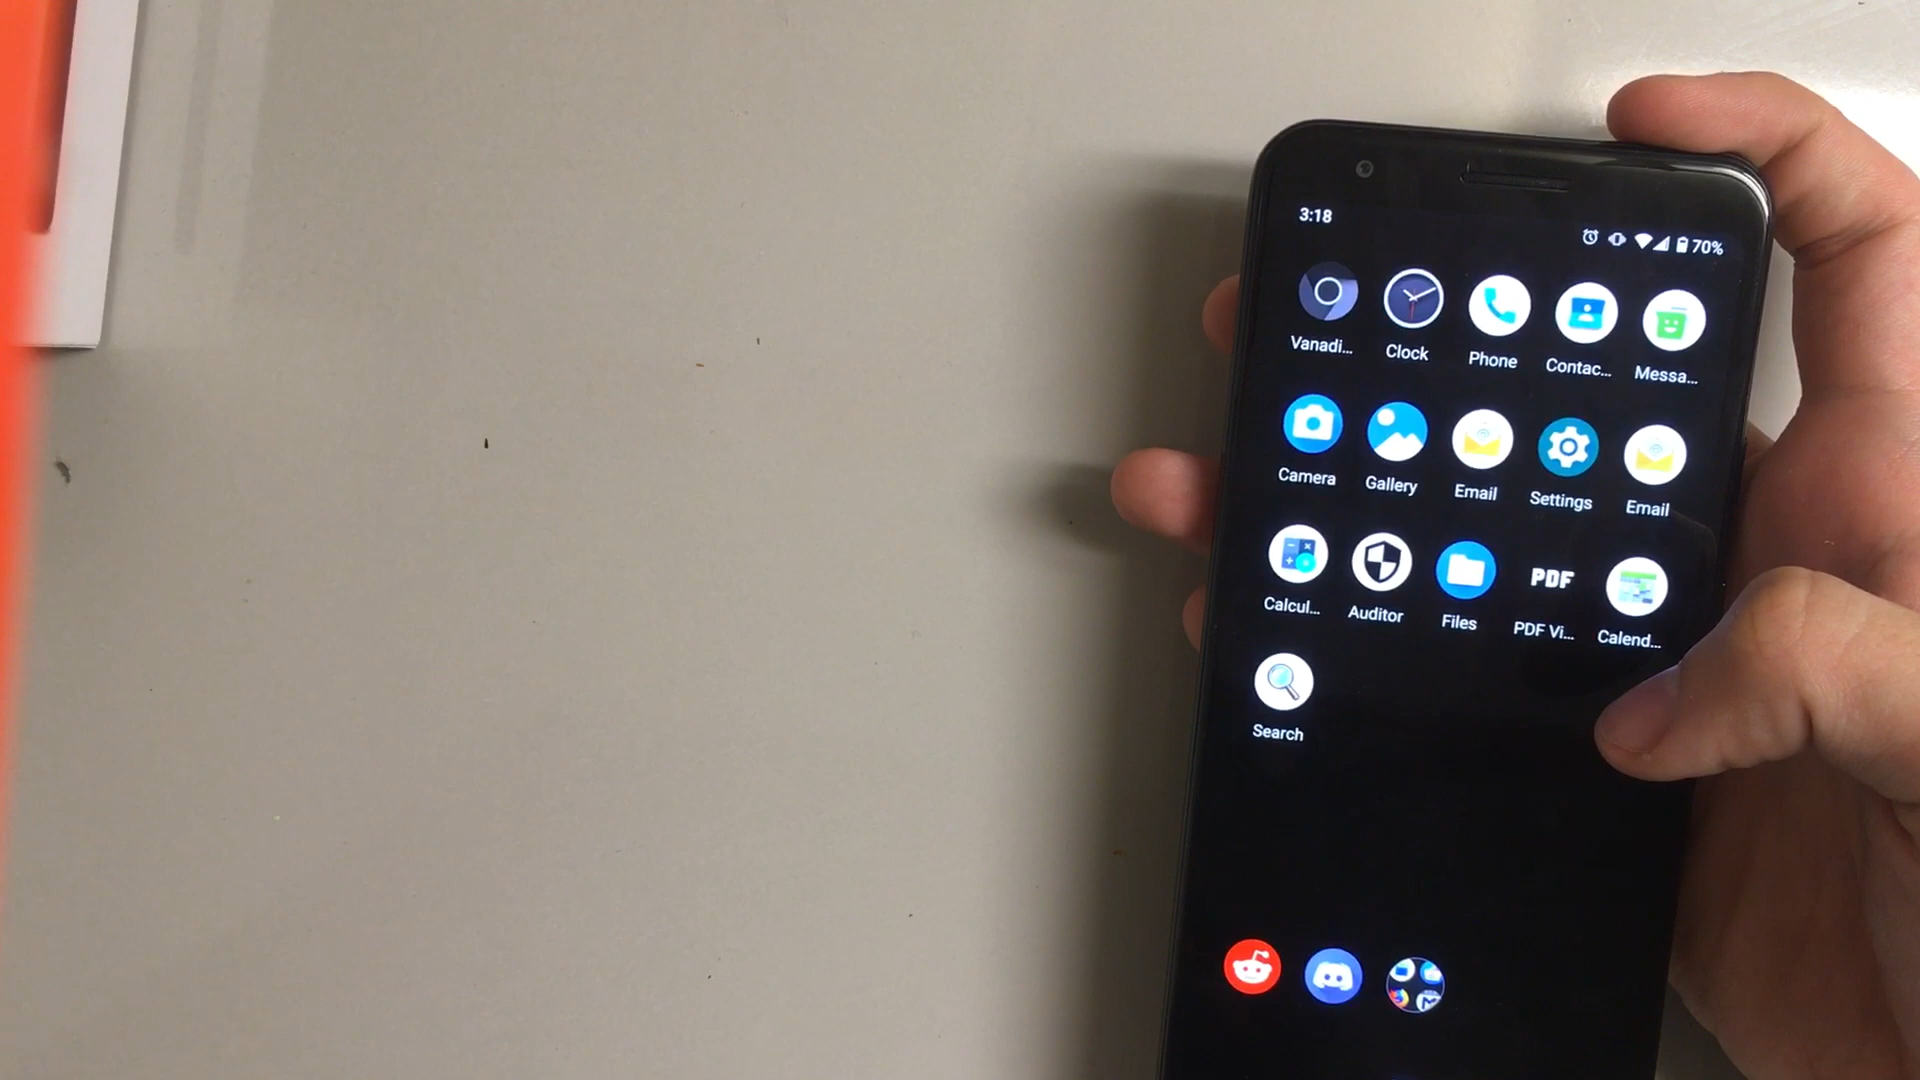 3:18
70%
Vanadi... Clock Phone Contac... Messa...
Camera Gallery Email Settings Email
Calcul... Auditor Files PDF PDF Vi... Calend...
Search